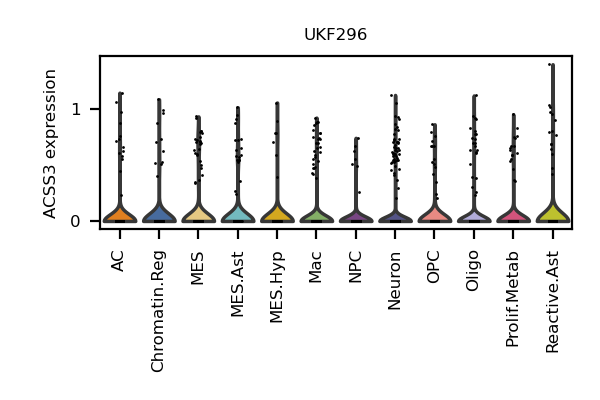 UKF296
ACSS3 expression
1
0
AC
Chromatin.Reg
MES
MES.Ast
MES.Hyp
Mac
NPC
Neuron
OPC
Oligo
Prolif.Metab
Reactive.Ast